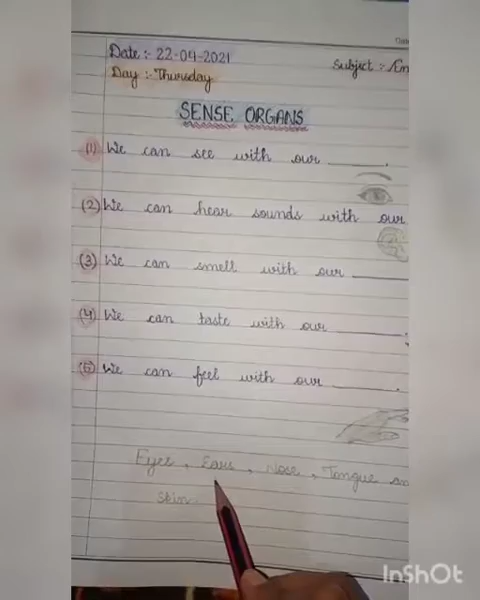 Date :- 22-04-2021
Day :- Thursday
Subject :-
SENSE ORGANS
(1) We can see with our ______.
(2) We can hear sounds with our
(3) We can smell with our ______
(4) We can taste with our ______.
(5) We can feel with our ______.
Eyes, Ears, Nose, Tongue an
Skin.
InShOt